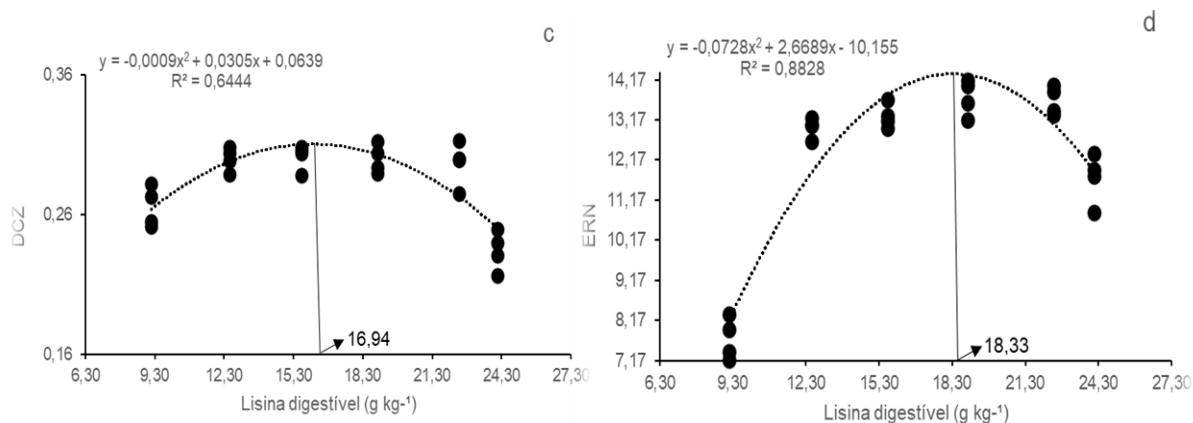 c
y = -0,0009x² + 0,0305x + 0,0639
R² = 0,6444
0,36
0,26
0,16
DCZ
16,94
6,30 9,30 12,30 15,30 18,30 21,30 24,30 27,30
Lisina digestível (g kg-¹)
d
y = -0,0728x² + 2,6689x - 10,155
R² = 0,8828
14,17
13,17
12,17
11,17
10,17
9,17
8,17
7,17
ERN
18,33
6,30 9,30 12,30 15,30 18,30 21,30 24,30 27,30
Lisina digestível (g kg-¹)